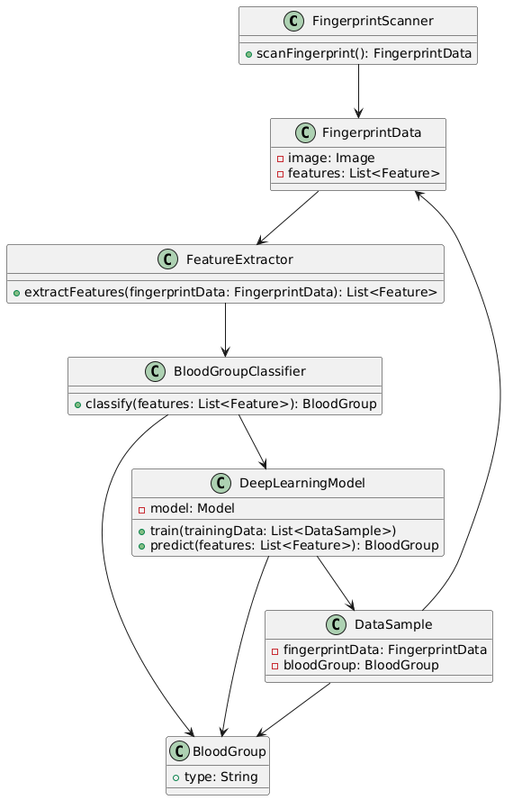 C FingerprintScanner
scanFingerprint(): FingerprintData
C FingerprintData
image: Image
features: List<Feature>
C FeatureExtractor
extractFeatures(fingerprintData: FingerprintData): List<Feature>
C BloodGroupClassifier
classify(features: List<Feature>): BloodGroup
C DeepLearningModel
model: Model
train(trainingData: List<DataSample>)
predict(features: List<Feature>): BloodGroup
C DataSample
fingerprintData: FingerprintData
bloodGroup: BloodGroup
C BloodGroup
type: String